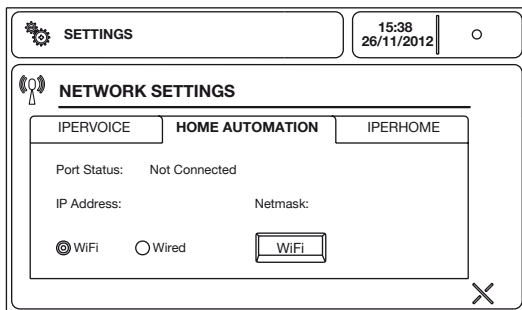 SETTINGS
15:38
26/11/2012
NETWORK SETTINGS
IPERVOICE HOME AUTOMATION IPERHOME
Port Status: Not Connected
IP Address: Netmask:
WiFi Wired WiFi